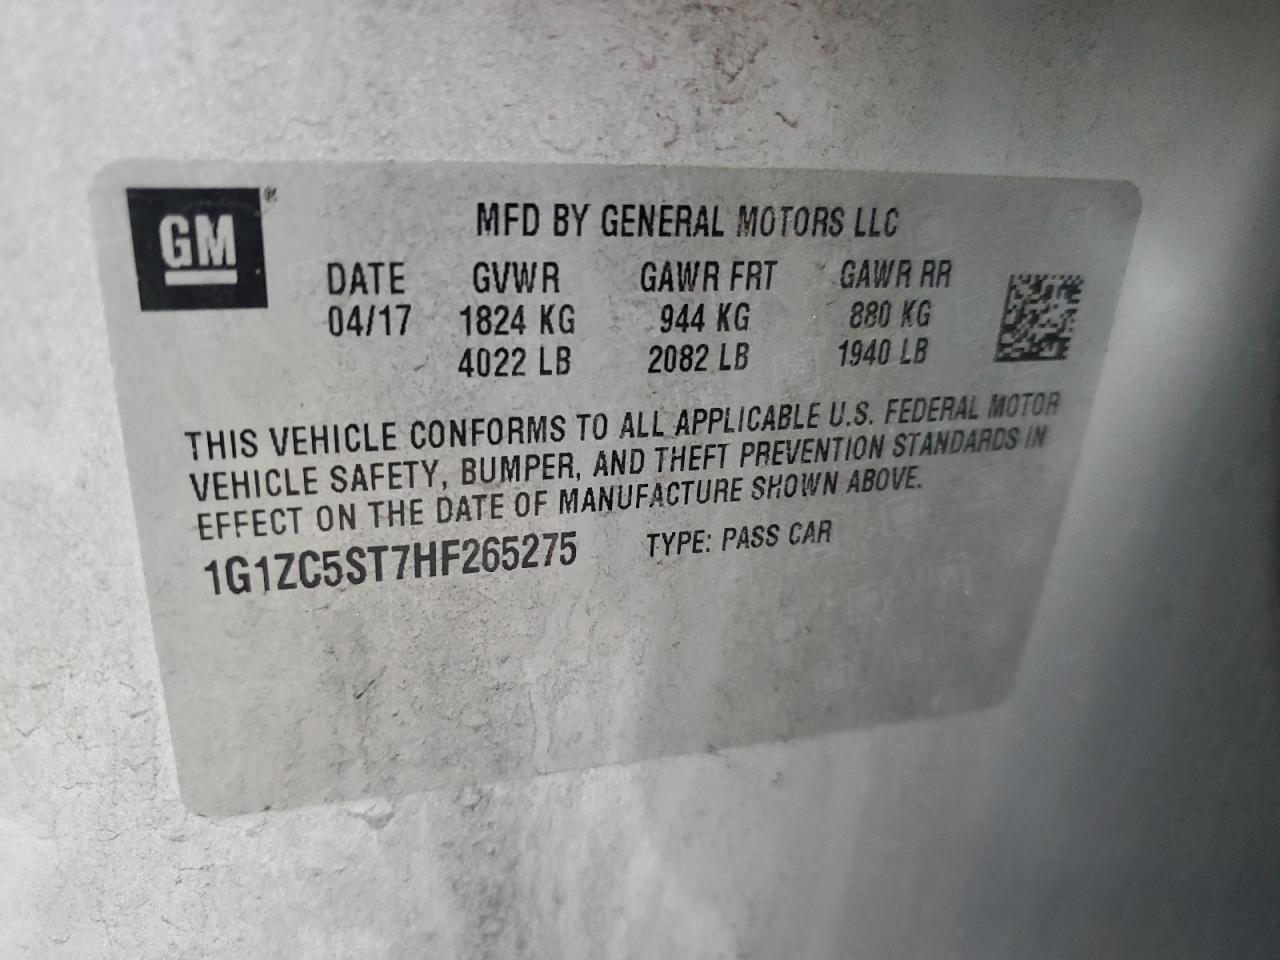 GM®
MFD BY GENERAL MOTORS LLC
DATE GVWR GAWR FRT GAWR RR
04/17 1824 KG 944 KG 880 KG
4022 LB 2082 LB 1940 LB
THIS VEHICLE CONFORMS TO ALL APPLICABLE U.S. FEDERAL MOTOR
VEHICLE SAFETY, BUMPER, AND THEFT PREVENTION STANDARDS IN
EFFECT ON THE DATE OF MANUFACTURE SHOWN ABOVE.
1G1ZC5ST7HF265275 TYPE: PASS CAR